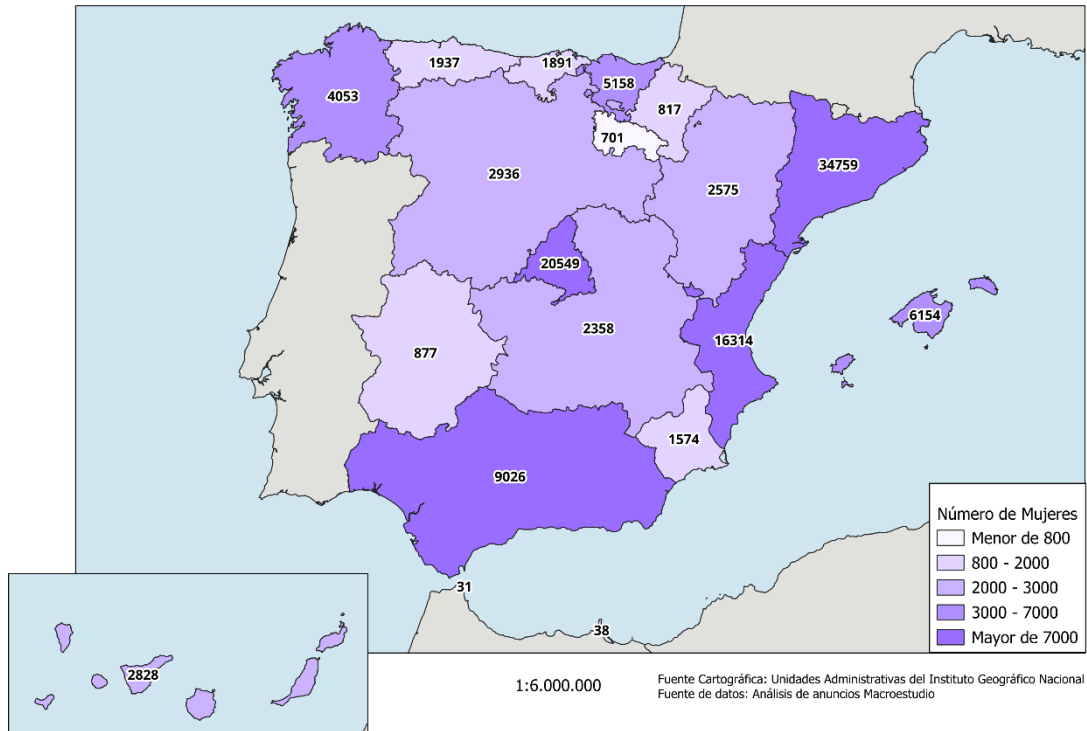 1937
1891
5158
4053
817
701
2936
2575
34759
20549
6154
2358
16314
877
1574
9026
31
38
2828
Número de Mujeres
Menor de 800
800 - 2000
2000 - 3000
3000 - 7000
Mayor de 7000
1:6.000.000
Fuente Cartográfica: Unidades Administrativas del Instituto Geográfico Nacional
Fuente de datos: Análisis de anuncios Macroestudio